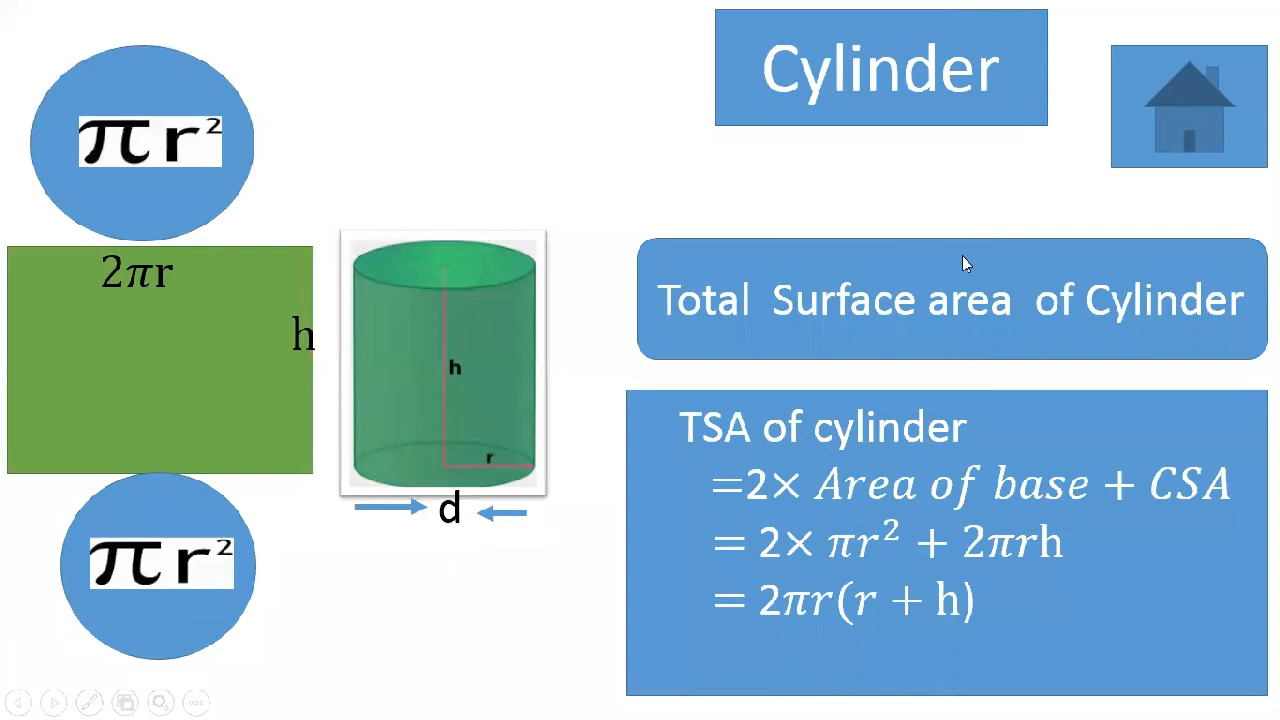 Cylinder
πr²
2πr
h
h
r
d
πr²
Total Surface area of Cylinder
TSA of cylinder
=2× Area of base + CSA
= 2× πr² + 2πrh
= 2πr(r + h)